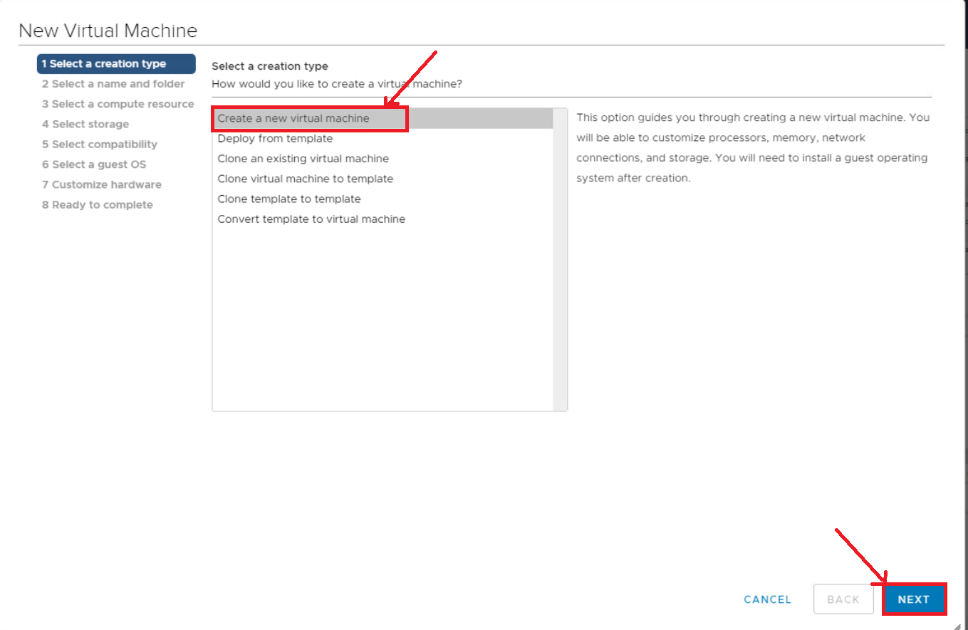 New Virtual Machine
1 Select a creation type
2 Select a name and folder
3 Select a compute resource
4 Select storage
5 Select compatibility
6 Select a guest OS
7 Customize hardware
8 Ready to complete
Select a creation type
How would you like to create a virtual machine?
Create a new virtual machine
Deploy from template
Clone an existing virtual machine
Clone virtual machine to template
Clone template to template
Convert template to virtual machine
This option guides you through creating a new virtual machine. You
will be able to customize processors, memory, network
connections, and storage. You will need to install a guest operating
system after creation.
CANCEL
BACK
NEXT